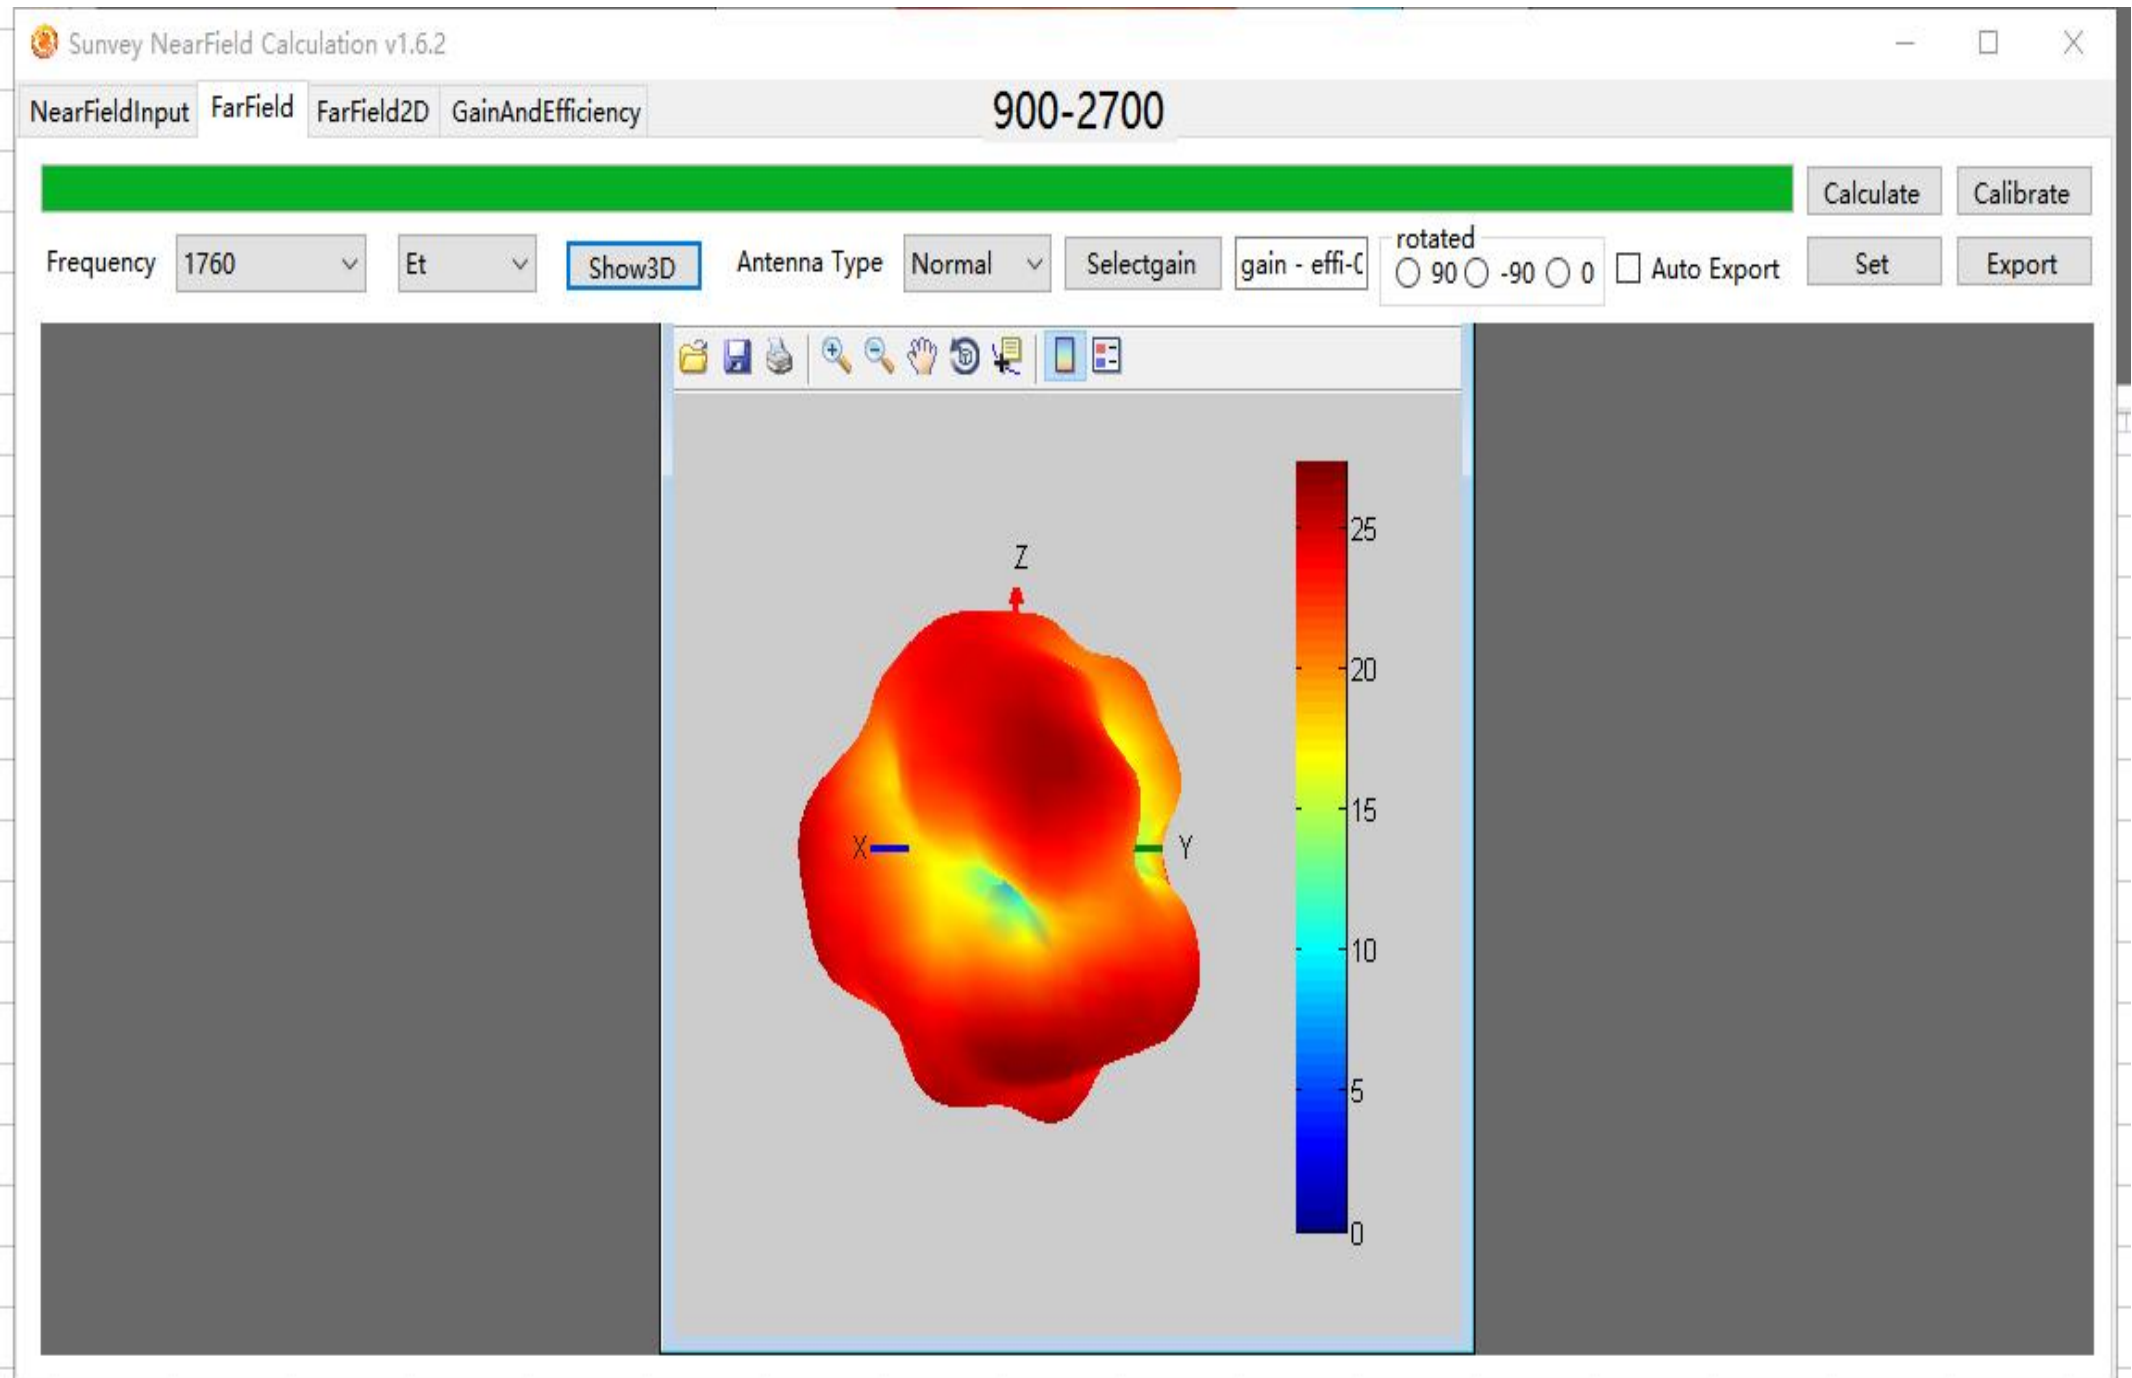 Sunvey NearField Calculation v1.6.2
NearFieldInput FarField FarField2D GainAndEfficiency 900-2700
Calculate Calibrate
Frequency 1760 Et Show3D Antenna Type Normal Selectgain gain - effi-C rotated 90 -90 0 Auto Export Set Export
25
Z
20
15
X Y
10
5
0